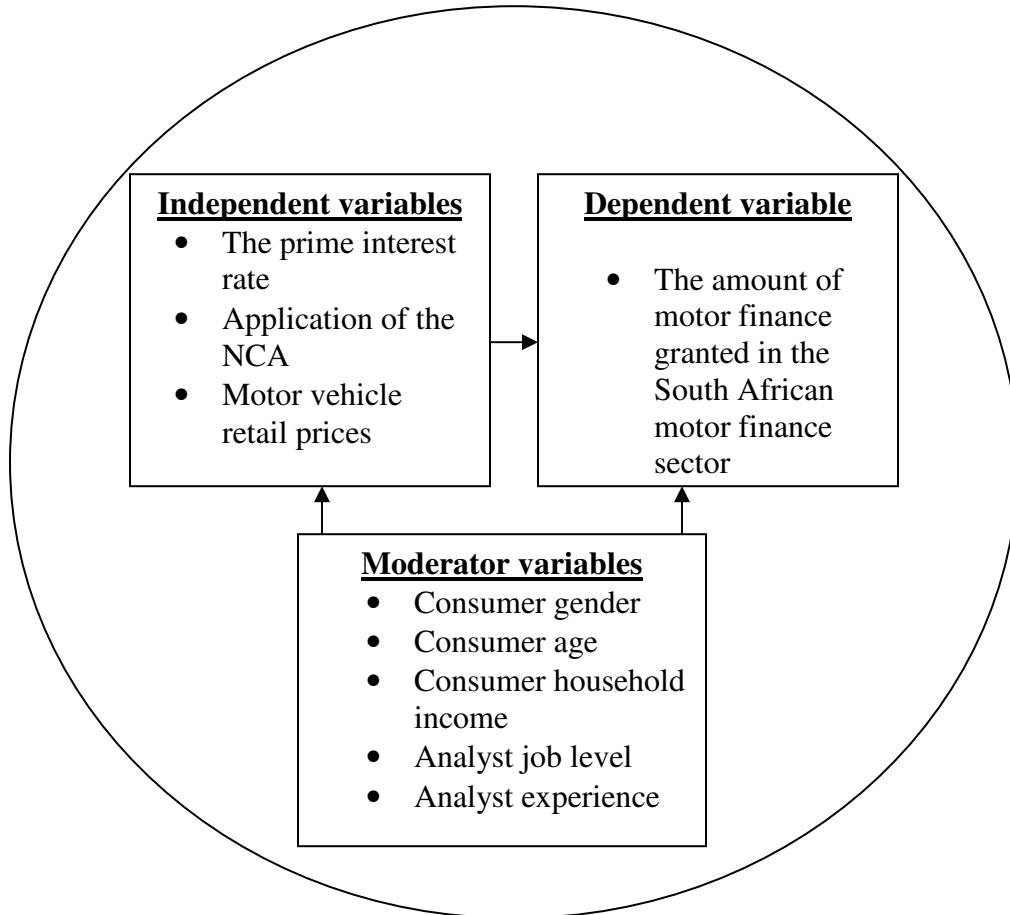 Independent variables
• The prime interest
rate
• Application of the
NCA
• Motor vehicle
retail prices
Dependent variable
• The amount of
motor finance
granted in the
South African
motor finance
sector
Moderator variables
• Consumer gender
• Consumer age
• Consumer household
income
• Analyst job level
• Analyst experience